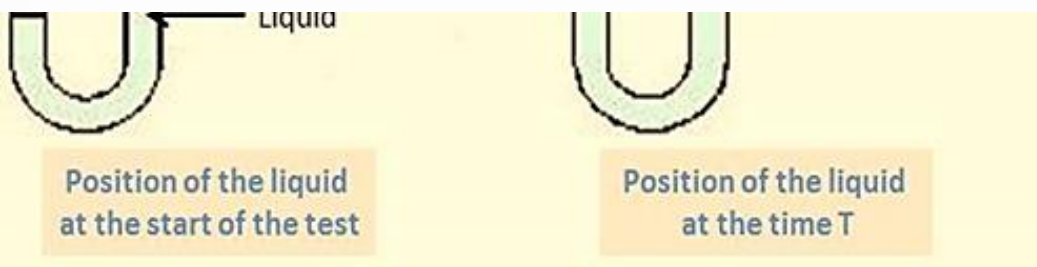 Liquid
Position of the liquid
at the start of the test
Position of the liquid
at the time T